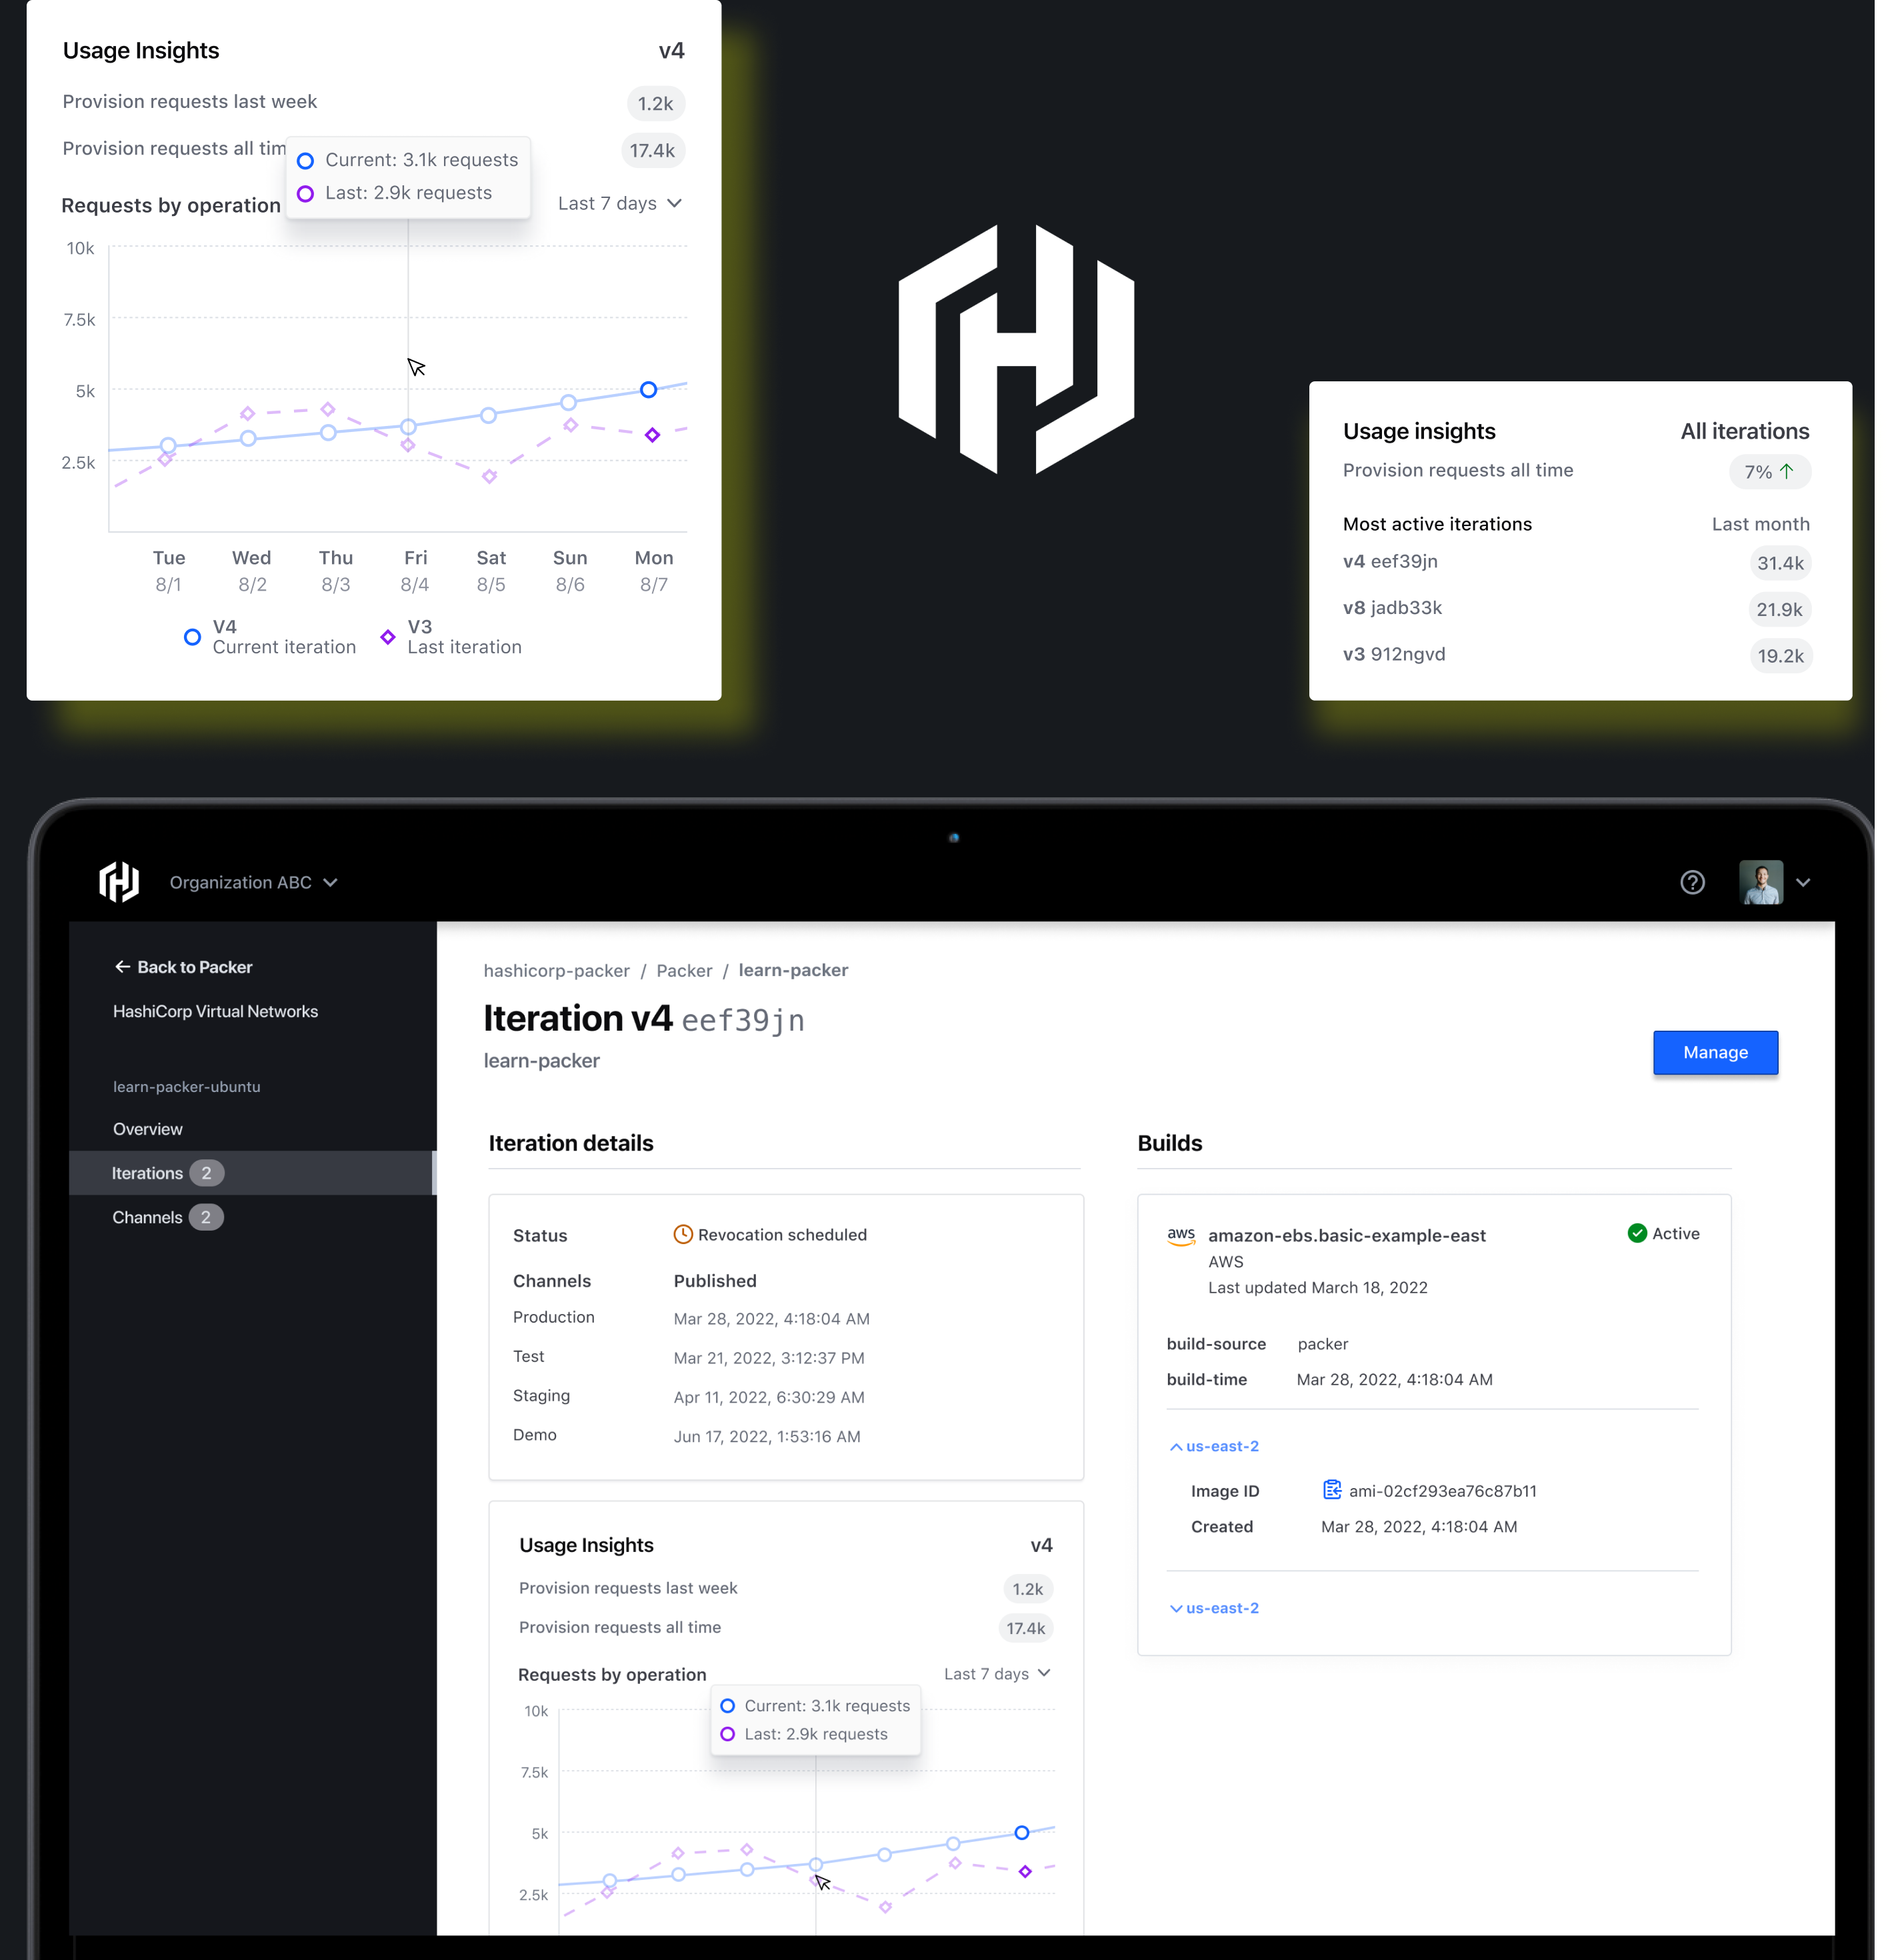 Usage Insights v4
Provision requests last week 1.2k
Provision requests all tim 17.4k
Current: 3.1k requests
Last: 2.9k requests
Requests by operation Last 7 days
10k
7.5k
5k
2.5k
Tue Wed Thu Fri Sat Sun Mon
8/1 8/2 8/3 8/4 8/5 8/6 8/7
V4 V3
Current iteration Last iteration
Usage insights All iterations
Provision requests all time 7%
Most active iterations Last month
v4 eef39jn 31.4k
v8 jadb33k 21.9k
v3 912ngvd 19.2k
Organization ABC
Back to Packer
HashiCorp Virtual Networks
learn-packer-ubuntu
Overview
Iterations 2
Channels 2
hashicorp-packer / Packer / learn-packer
Iteration v4 eef39jn
learn-packer
Manage
Iteration details
Status Revocation scheduled
Channels Published
Production Mar 28, 2022, 4:18:04 AM
Test Mar 21, 2022, 3:12:37 PM
Staging Apr 11, 2022, 6:30:29 AM
Demo Jun 17, 2022, 1:53:16 AM
Usage Insights v4
Provision requests last week 1.2k
Provision requests all time 17.4k
Requests by operation Last 7 days
Current: 3.1k requests
Last: 2.9k requests
10k
7.5k
5k
2.5k
Builds
aws amazon-ebs.basic-example-east Active
AWS
Last updated March 18, 2022
build-source packer
build-time Mar 28, 2022, 4:18:04 AM
us-east-2
Image ID ami-02cf293ea76c87b11
Created Mar 28, 2022, 4:18:04 AM
us-east-2